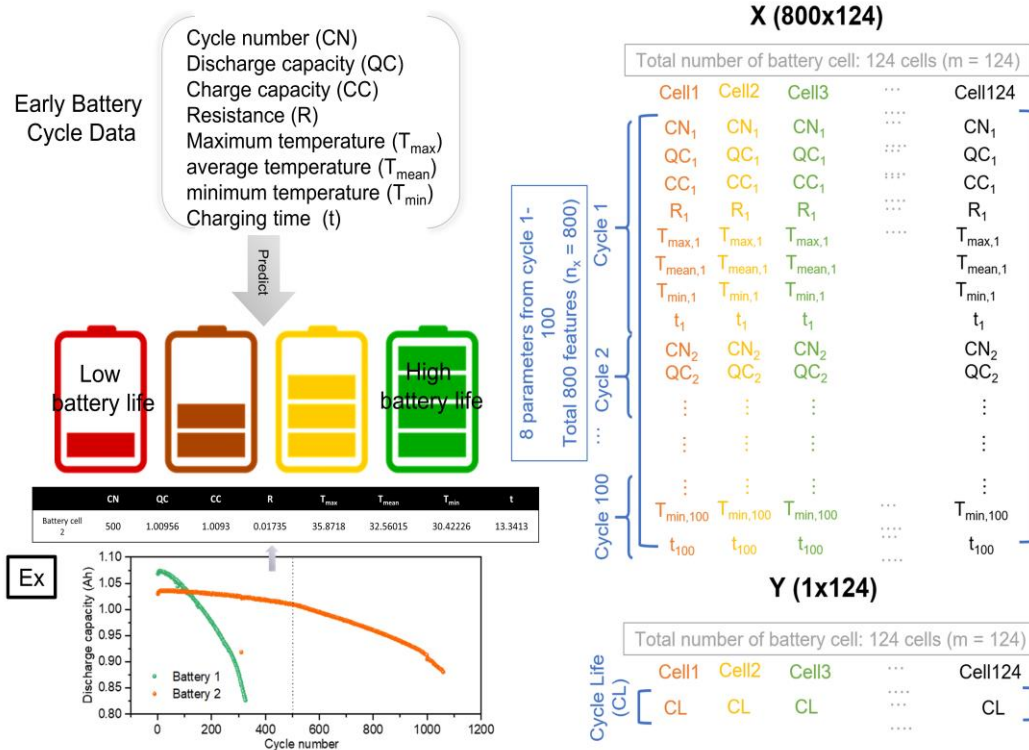 Early Battery
Cycle Data
Cycle number (CN)
Discharge capacity (QC)
Charge capacity (CC)
Resistance (R)
Maximum temperature (Tmax)
average temperature (Tmean)
minimum temperature (Tmin)
Charging time (t)
Predict
Low
battery life
High
battery life
CN QC CC R Tmax Tmean Tmin t
Battery cell
2
500 1.00956 1.0093 0.01735 35.8718 32.56015 30.42226 13.3413
Ex
Discharge capacity (Ah)
1.10
1.05
1.00
0.95
0.90
0.85
0.80
Battery 1
Battery 2
0 200 400 600 800 1000 1200
Cycle number
X (800x124)
Total number of battery cell: 124 cells (m = 124)
8 parameters from cycle 1-
100
Total 800 features (nx = 800)
Cycle 1
Cycle 2
...
Cycle 100
Cell1 Cell2 Cell3 ... Cell124
CN1 CN1 CN1 .... CN1
QC1 QC1 QC1 .... QC1
CC1 CC1 CC1 .... CC1
R1 R1 R1 ... R1
Tmax,1 Tmax,1 Tmax,1 .... Tmax,1
Tmean,1 Tmean,1 Tmean,1 Tmean,1
Tmin,1 Tmin,1 Tmin,1 Tmin,1
t1 t1 t1 t1
CN2 CN2 CN2 CN2
QC2 QC2 QC2 QC2
⋮ ⋮ ⋮ ⋮
⋮ ⋮ ⋮ ⋮
⋮ ⋮ ⋮ ⋮
Tmin,100 Tmin,100 Tmin,100 ... Tmin,100
t100 t100 t100 ... t100
Y (1x124)
Total number of battery cell: 124 cells (m = 124)
Cycle Life
(CL)
Cell1 Cell2 Cell3 ... Cell124
CL CL CL ... CL